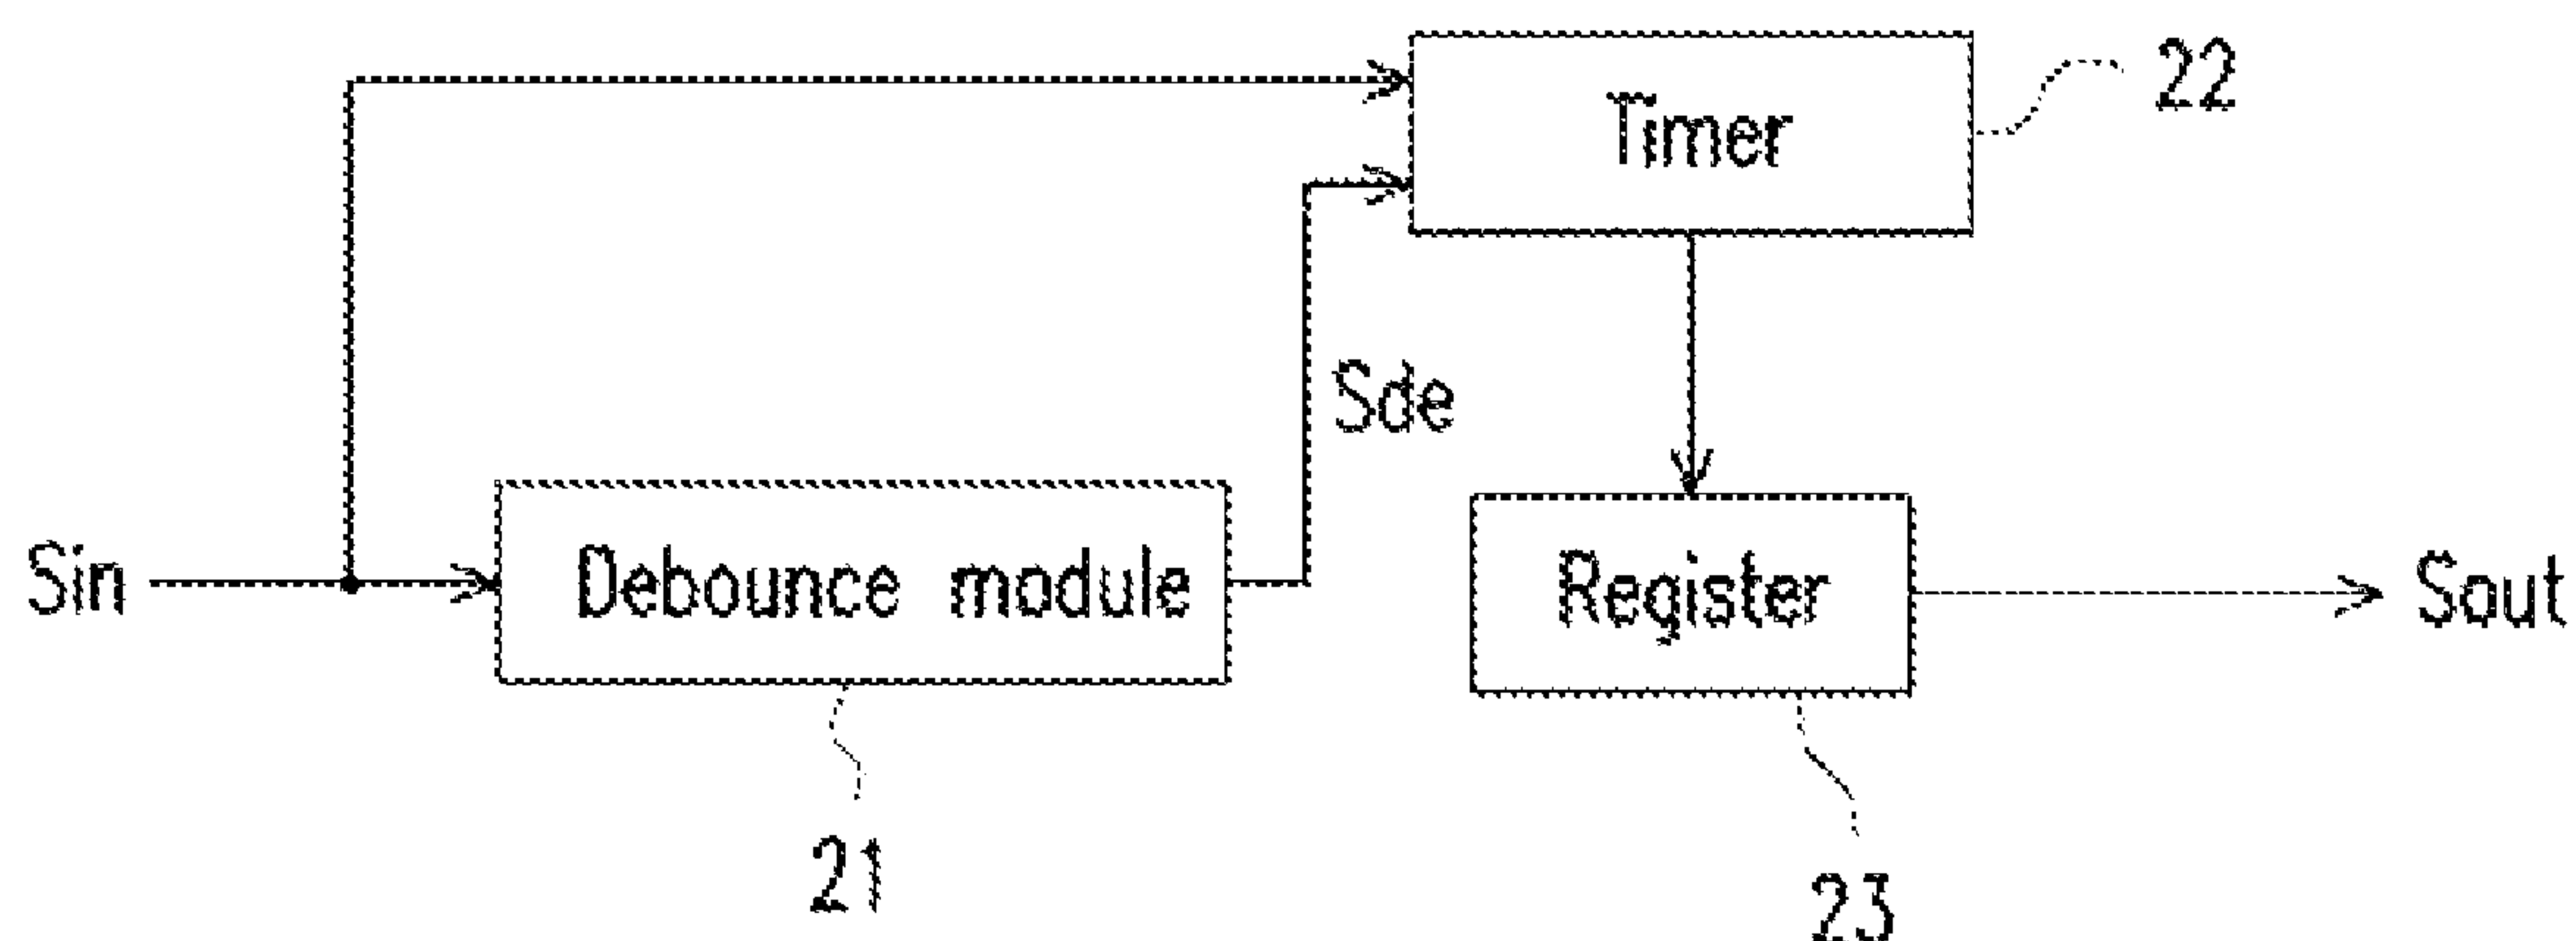 22
Timer
Sde
Sin
Debounce module
Register
Sout
21
23